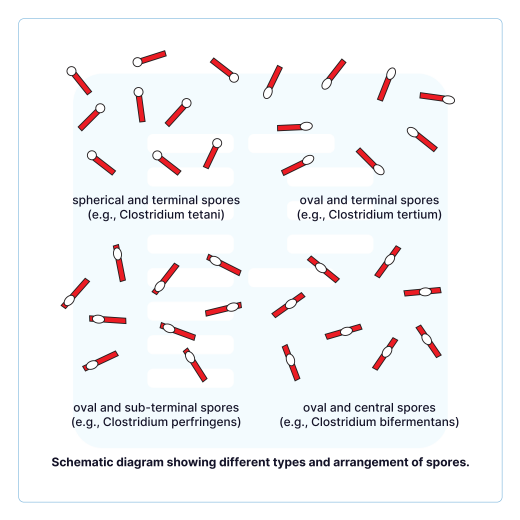 spherical and terminal spores
(e.g., Clostridium tetani)
oval and terminal spores
(e.g., Clostridium tertium)
oval and sub-terminal spores
(e.g., Clostridium perfringens)
oval and central spores
(e.g., Clostridium bifermentans)
Schematic diagram showing different types and arrangement of spores.